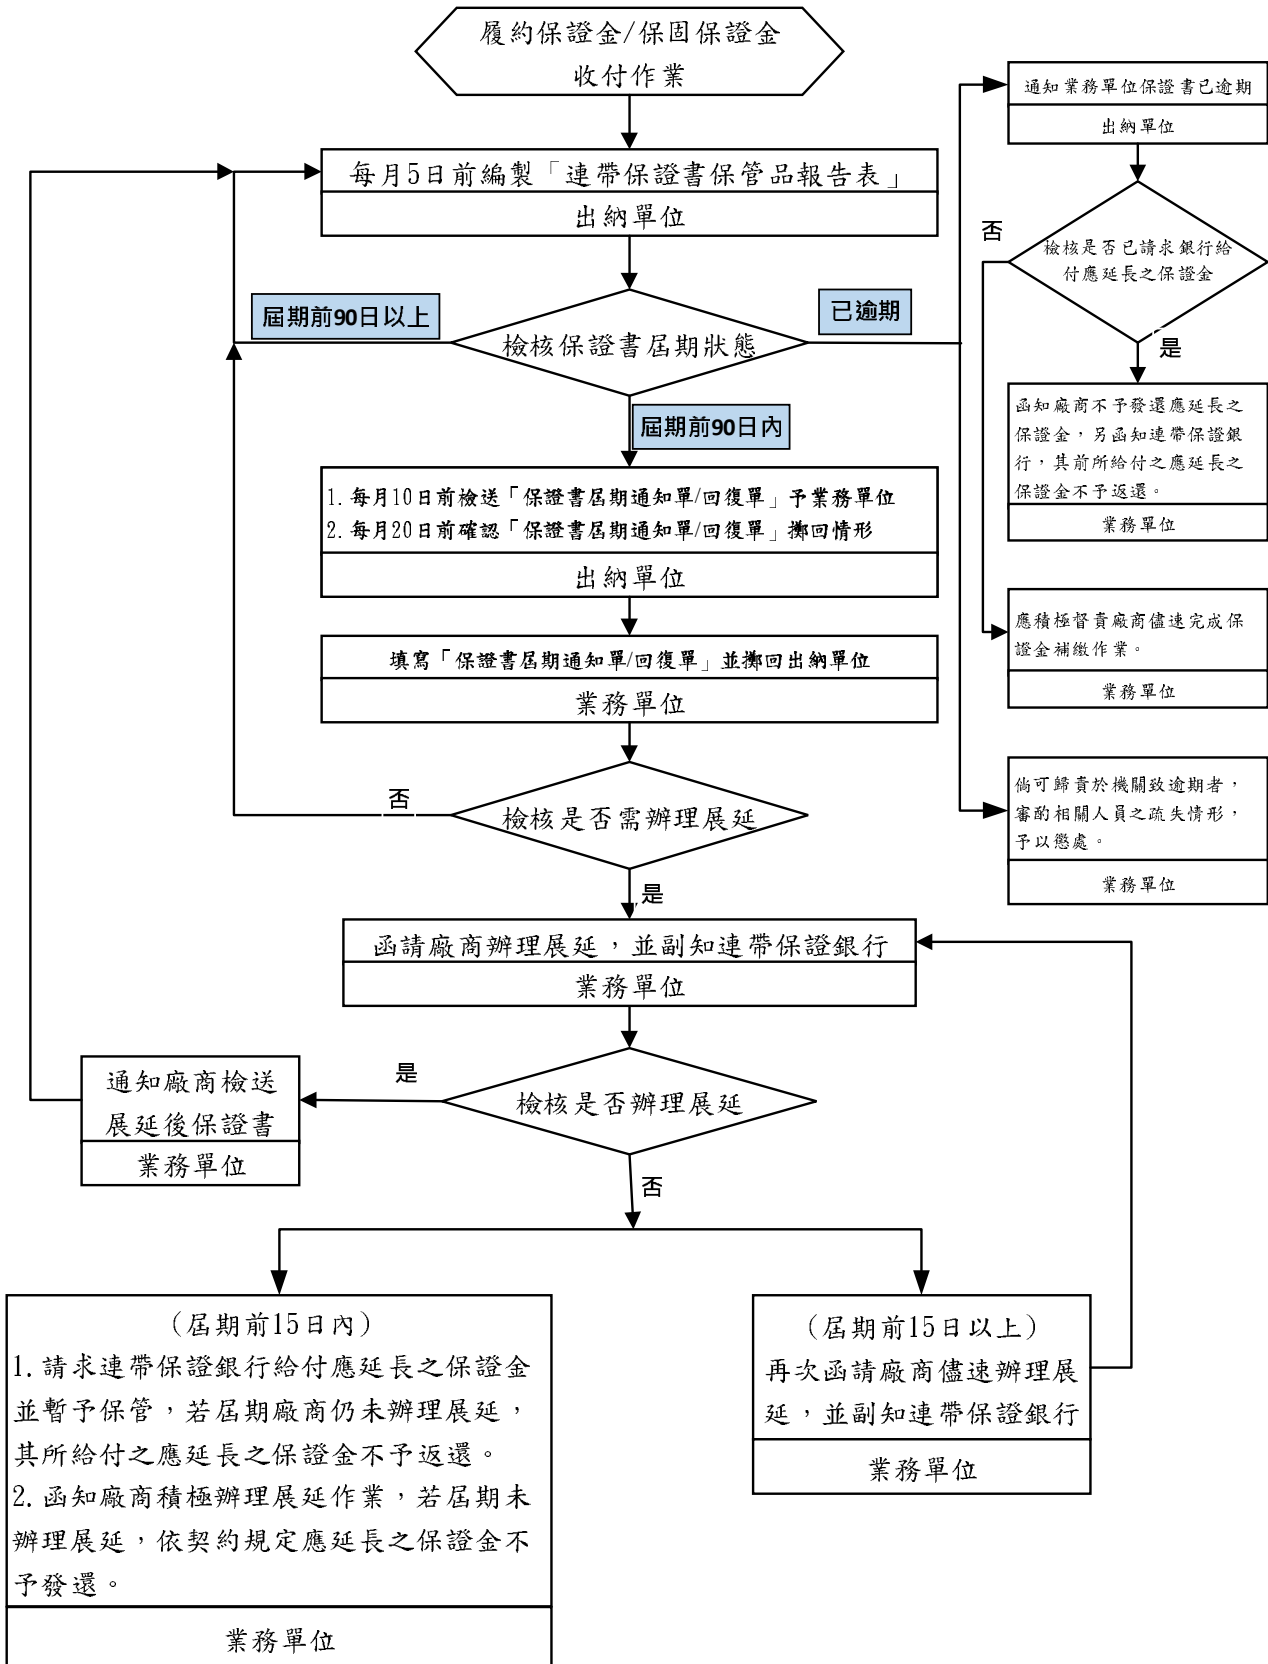 履約保證金/保固保證金
收付作業
每月5日前編製「連帶保證書保管品報告表」
出納單位
屆期前90日以上
檢核保證書屆期狀態
已逾期
屆期前90日內
1.每月10日前檢送「保證書屆期通知單/回復單」予業務單位
2.每月20日前確認「保證書屆期通知單/回復單」擲回情形
出納單位
填寫「保證書屆期通知單/回復單」並擲回出納單位
業務單位
否
檢核是否需辦理展延
是
函請廠商辦理展延，並副知連帶保證銀行
業務單位
是
檢核是否辦理展延
通知廠商檢送
展延後保證書
業務單位
否
(屆期前15日內)
1.請求連帶保證銀行給付應延長之保證金
並暫予保管，若屆期廠商仍未辦理展延，
其所給付之應延長之保證金不予返還。
2.函知廠商積極辦理展延作業，若屆期未
辦理展延，依契約規定應延長之保證金不
予發還。
業務單位
(屆期前15日以上)
再次函請廠商儘速辦理展
延，並副知連帶保證銀行
業務單位
通知業務單位保證書已逾期
出納單位
否
檢核是否已請求銀行給
付應延長之保證金
是
函知廠商不予發還應延長之
保證金，另函知連帶保證銀
行，其前所給付之應延長之
保證金不予返還。
業務單位
應積極督責廠商儘速完成保
證金補繳作業。
業務單位
倘可歸責於機關致逾期者，
審酌相關人員之疏失情形，
予以懲處。
業務單位